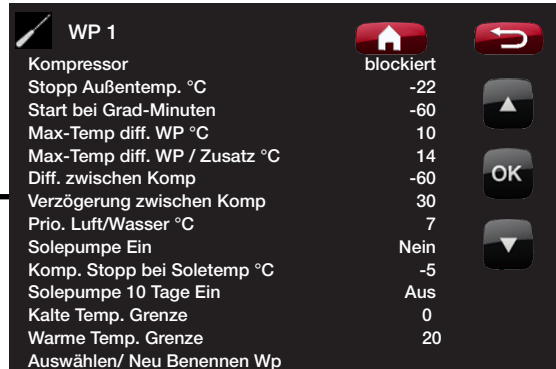 WP 1
Kompressor blockiert
Stopp Außentemp. °C -22
Start bei Grad-Minuten -60
Max-Temp diff. WP °C 10
Max-Temp diff. WP / Zusatz °C 14
Diff. zwischen Komp -60
Verzögerung zwischen Komp 30
Prio. Luft/Wasser °C 7
Solepumpe Ein Nein
Komp. Stopp bei Soletemp °C -5
Solepumpe 10 Tage Ein Aus
Kalte Temp. Grenze 0
Warme Temp. Grenze 20
Auswählen/ Neu Benennen Wp
OK